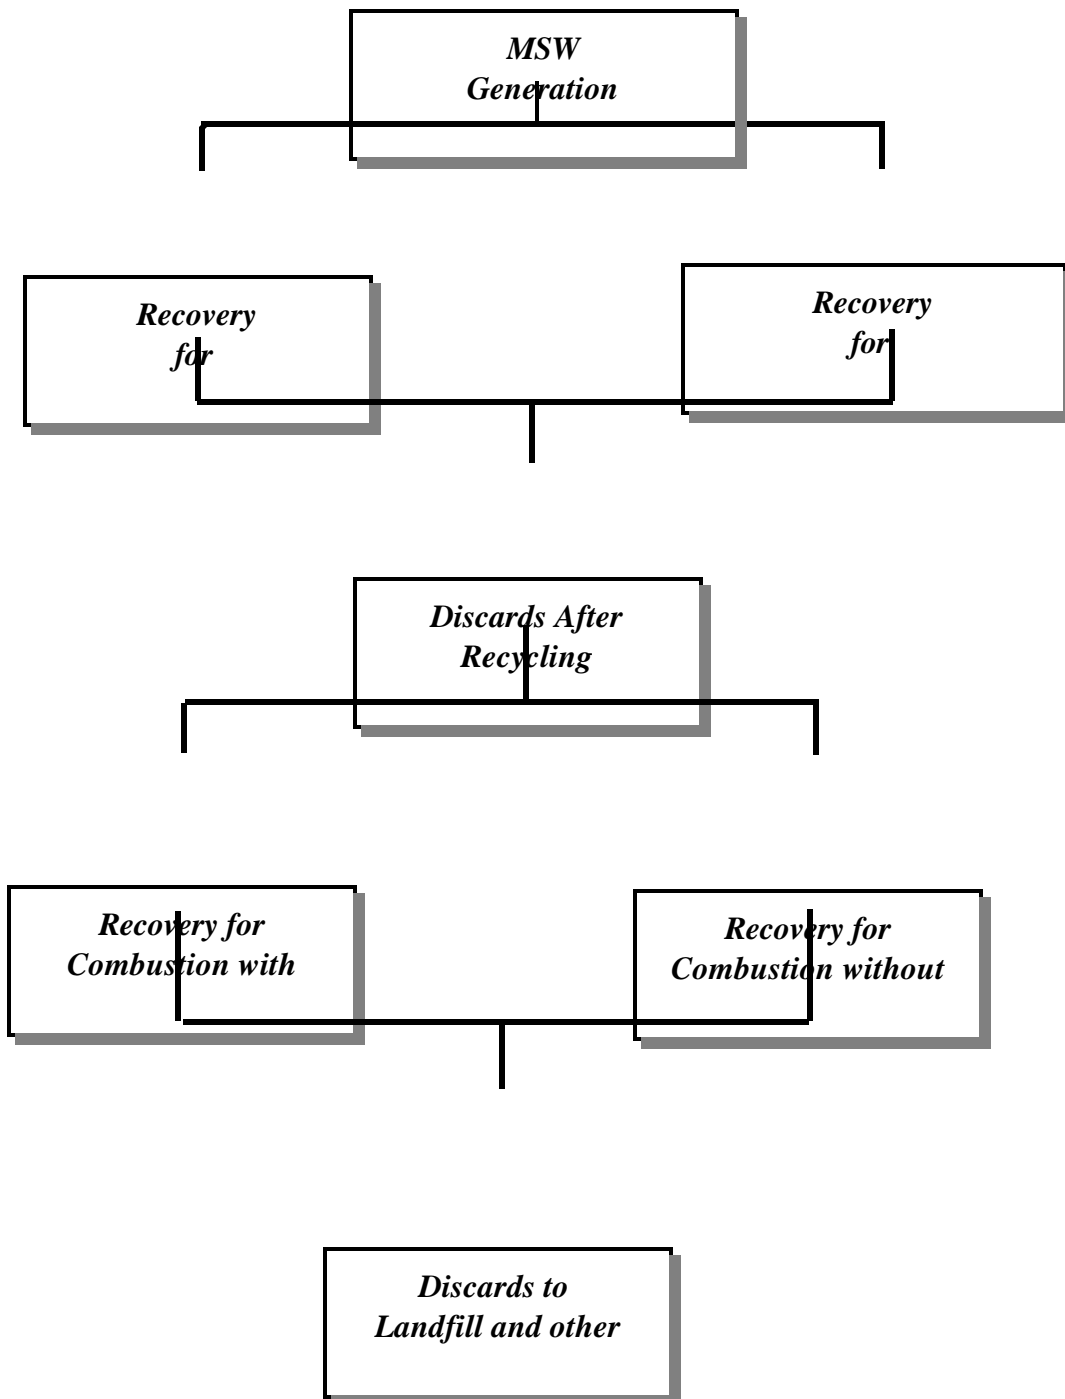 MSW
Generation
Recovery
for
Recovery
for
Discards After
Recycling
Recovery for
Combustion with
Recovery for
Combustion without
Discards to
Landfill and other